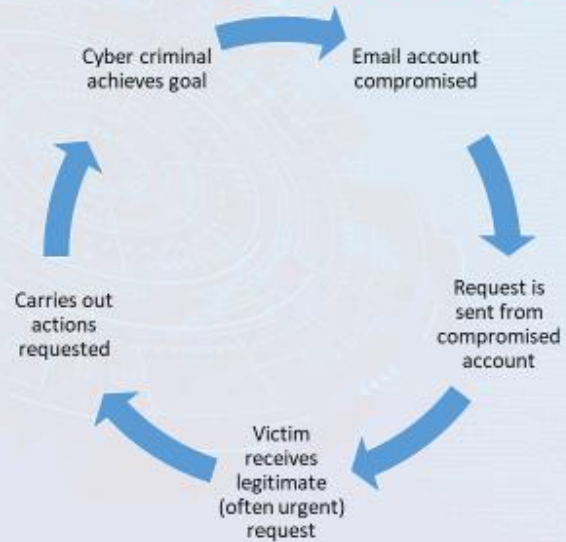 Cyber criminal
achieves goal
Email account
compromised
Request is
sent from
compromised
account
Victim
receives
legitimate
(often urgent)
request
Carries out
actions
requested